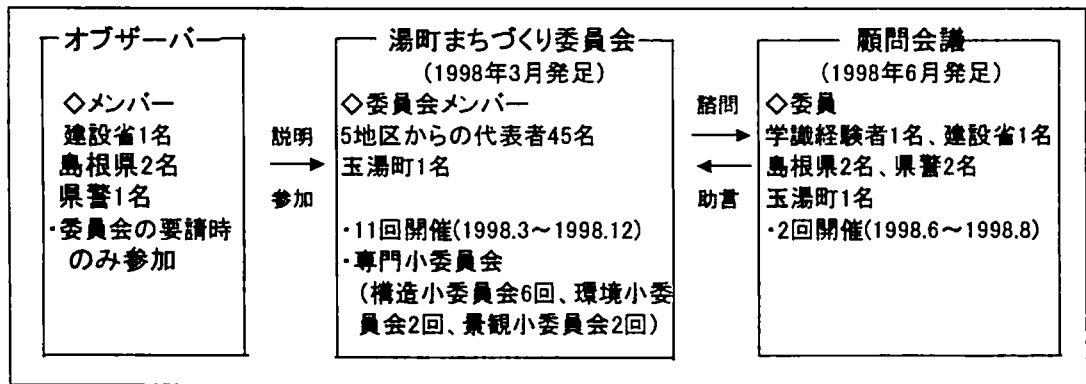 オブザーバー
◇メンバー
建設省1名
島根県2名
県警1名
・委員会の要請時
のみ参加
説明
参加
湯町まちづくり委員会
(1998年3月発足)
◇委員会メンバー
5地区からの代表者45名
玉湯町1名
・11回開催(1998.3～1998.12)
・専門小委員会
(構造小委員会6回、環境小委
員会2回、景観小委員会2回)
諮問
助言
顧問会議
(1998年6月発足)
◇委員
学識経験者1名、建設省1名
島根県2名、県警2名
玉湯町1名
・2回開催(1998.6～1998.8)